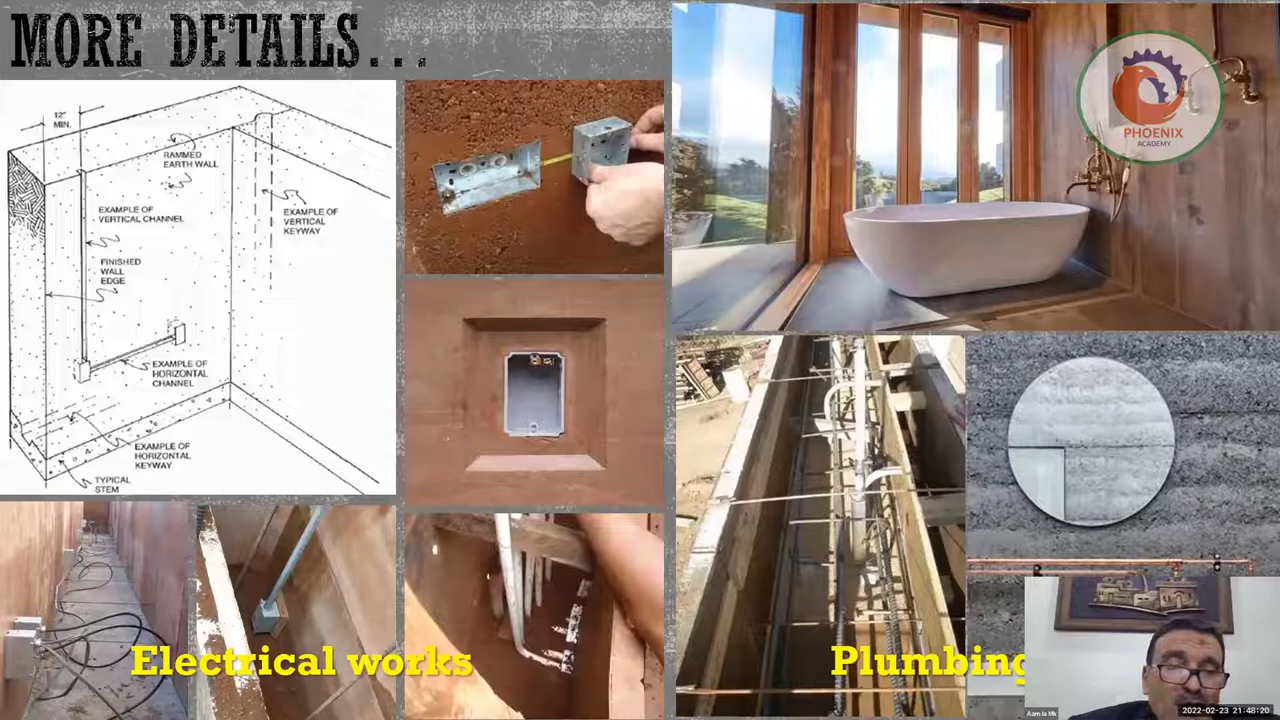 MORE DETAILS...
12"
MIN.
RAMMED
EARTH WALL
EXAMPLE OF
VERTICAL CHANNEL
EXAMPLE OF
VERTICAL
KEYWAY
FINISHED
WALL
EDGE
EXAMPLE OF
HORIZONTAL
CHANNEL
EXAMPLE OF
HORIZONTAL
KEYWAY
TYPICAL
STEM
Electrical works
PHOENIX
ACADEMY
Plumbing
2022-02-23 21:48:20